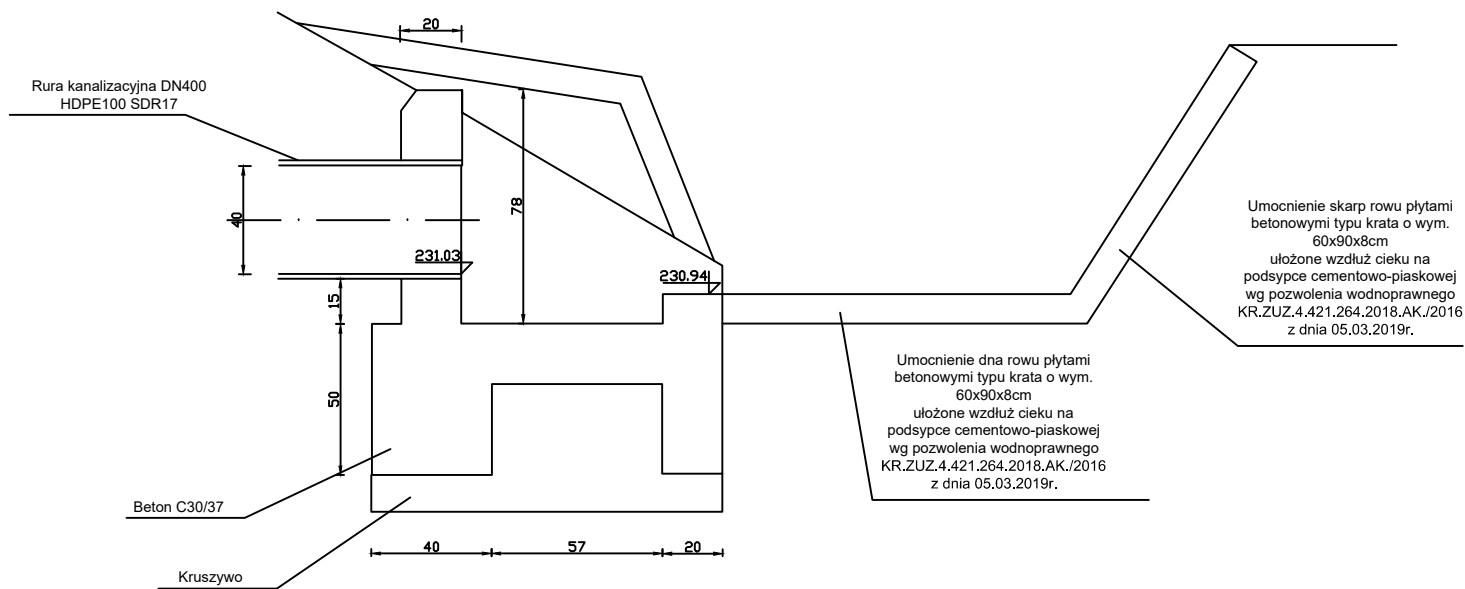 20
Rura kanalizacyjna DN400
HDPE100 SDR17
40
78
231.03
230.94
15
50
Umocnienie skarp rowu płytami
betonowymi typu krata o wym.
60x90x8cm
ułożone wzdłuż cieku na
podsypce cementowo-piaskowej
wg pozwolenia wodnoprawnego
KR.ZUZ.4.421.264.2018.AK./2016
z dnia 05.03.2019r.
Umocnienie dna rowu płytami
betonowymi typu krata o wym.
60x90x8cm
ułożone wzdłuż cieku na
podsypce cementowo-piaskowej
wg pozwolenia wodnoprawnego
KR.ZUZ.4.421.264.2018.AK./2016
z dnia 05.03.2019r.
Beton C30/37
40
57
20
Kruszywo